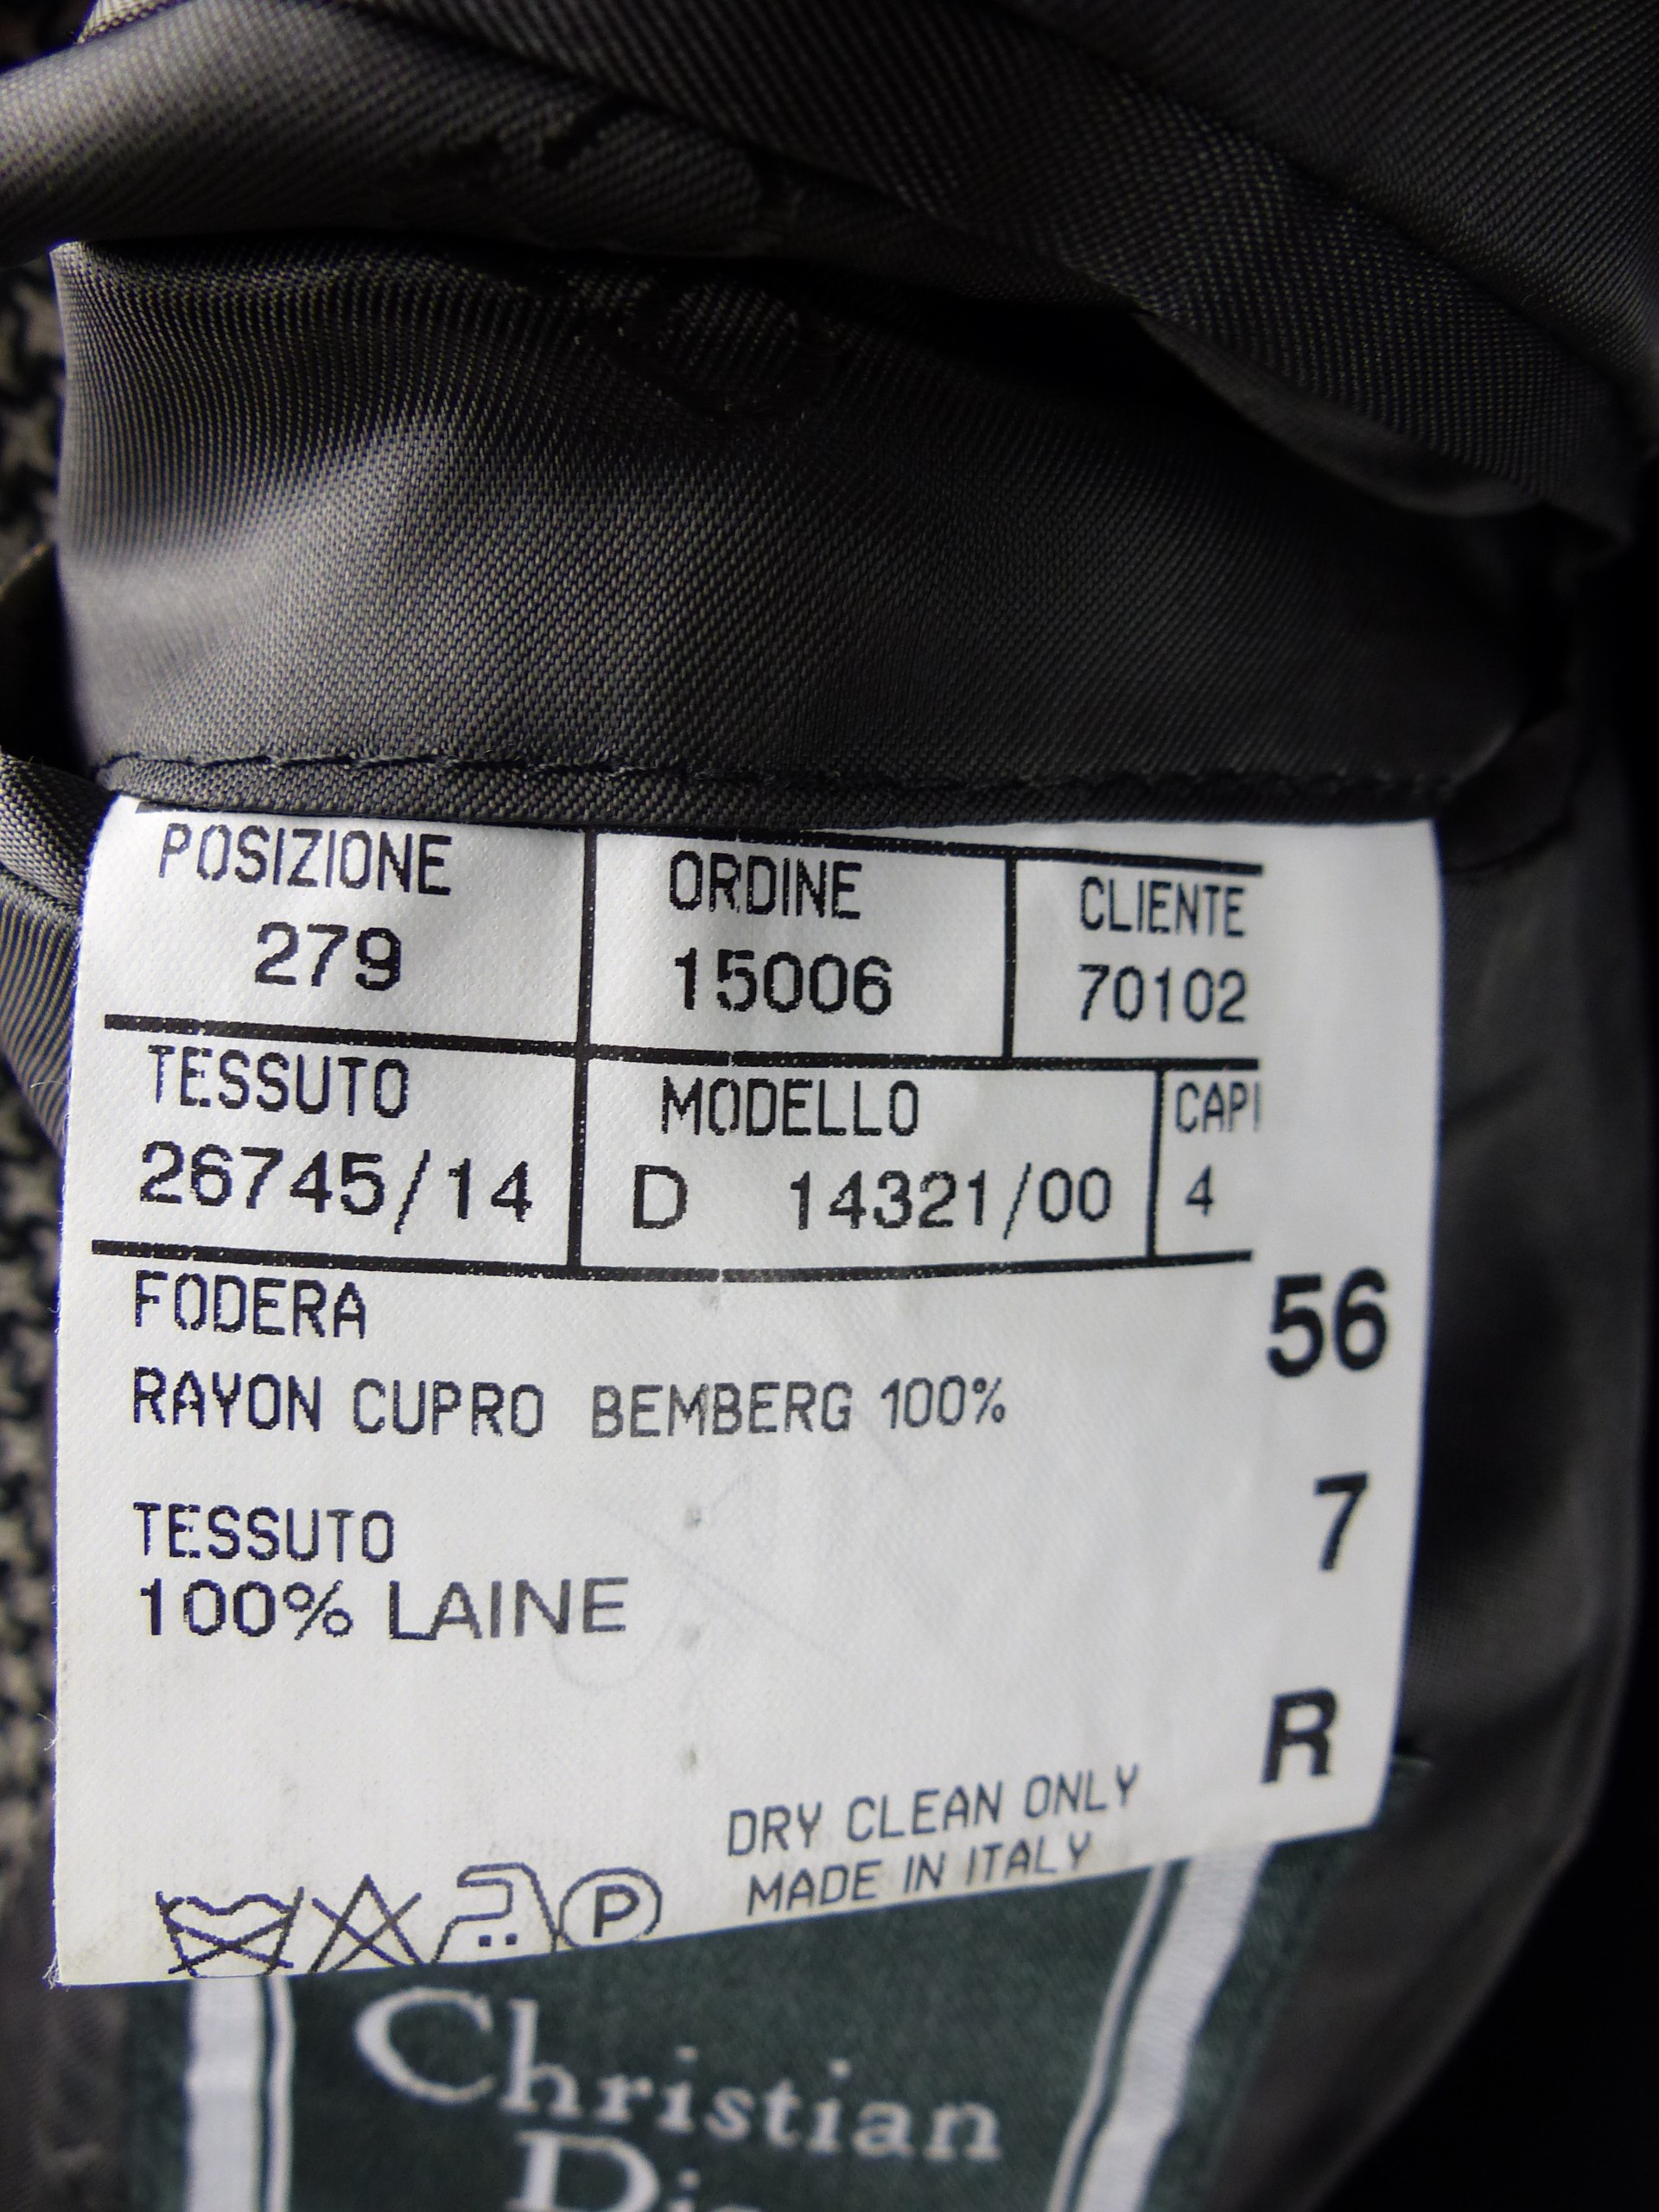 POSIZIONE ORDINE CLIENTE
279 15006 70102
TESSUTO MODELLO CAPI
26745/14 D 14321/00 4
FODERA
56
RAYON CUPRO BEMBERG 100%
7
TESSUTO
100% LAINE
R
DRY CLEAN ONLY
MADE IN ITALY
P
Christian